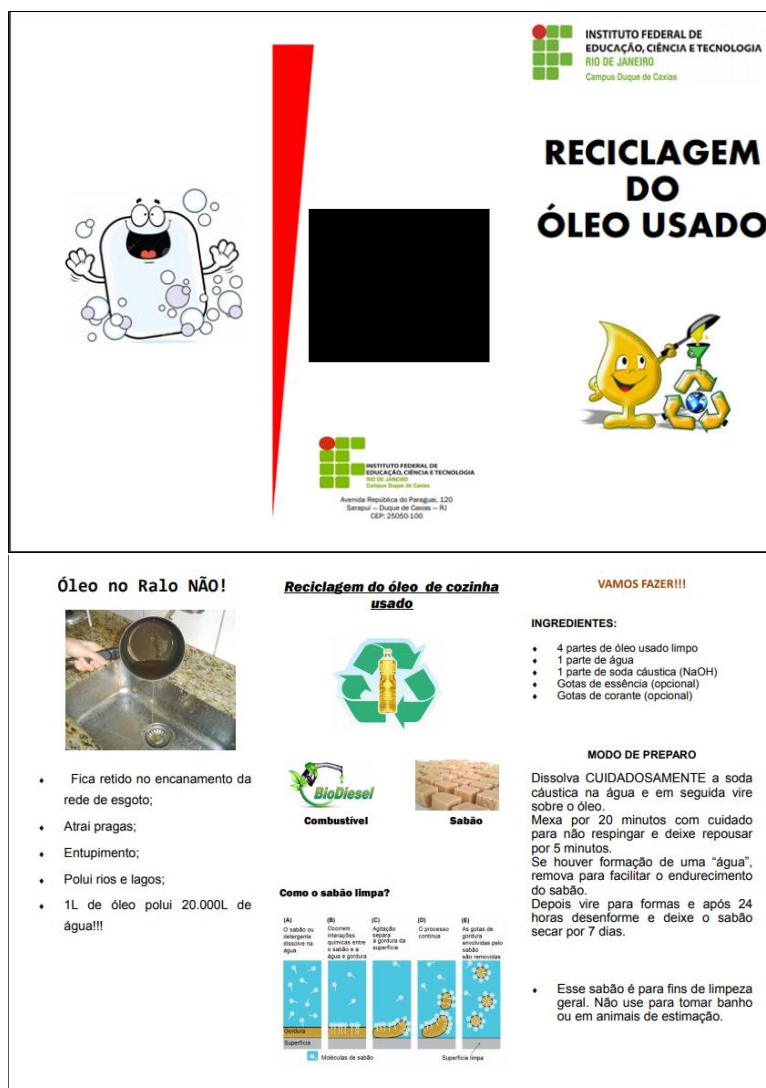 INSTITUTO FEDERAL DE
EDUCAÇÃO, CIÊNCIA E TECNOLOGIA
RIO DE JANEIRO
Campus Duque de Caxias
RECICLAGEM
DO
ÓLEO USADO
INSTITUTO FEDERAL DE
EDUCAÇÃO, CIÊNCIA E TECNOLOGIA
RIO DE JANEIRO
Campus Duque de Caxias
Avenida República do Paraguai, 120
Sarapuí – Duque de Caxias – RJ
CEP: 25050-100
Óleo no Ralo NÃO!
♦ Fica retido no encanamento da
rede de esgoto;
♦ Atrai pragas;
♦ Entupimento;
♦ Polui rios e lagos;
♦ 1L de óleo polui 20.000L de
água!!!
Reciclagem do óleo de cozinha
usado
BioDiesel
Combustível
Sabão
Como o sabão limpa?
(A)
O sabão ou
detergente
dissolve na
água
(B)
Ocorrem
interações
químicas entre
o sabão e a
água e gordura
(C)
Agitação
separa
a gordura da
superfície
(D)
O processo
continua
(E)
As gotas de
gordura
envolvidas pelo
sabão
são removidas
Gordura
Superfície
Moléculas de sabão
Superfície limpa
VAMOS FAZER!!!
INGREDIENTES:
♦ 4 partes de óleo usado limpo
♦ 1 parte de água
♦ 1 parte de soda cáustica (NaOH)
♦ Gotas de essência (opcional)
♦ Gotas de corante (opcional)
MODO DE PREPARO
Dissolva CUIDADOSAMENTE a soda
cáustica na água e em seguida vire
sobre o óleo.
Mexa por 20 minutos com cuidado
para não respingar e deixe repousar
por 5 minutos.
Se houver formação de uma “água”,
remova para facilitar o endurecimento
do sabão.
Depois vire para formas e após 24
horas desenforme e deixe o sabão
secar por 7 dias.
♦ Esse sabão é para fins de limpeza
geral. Não use para tomar banho
ou em animais de estimação.